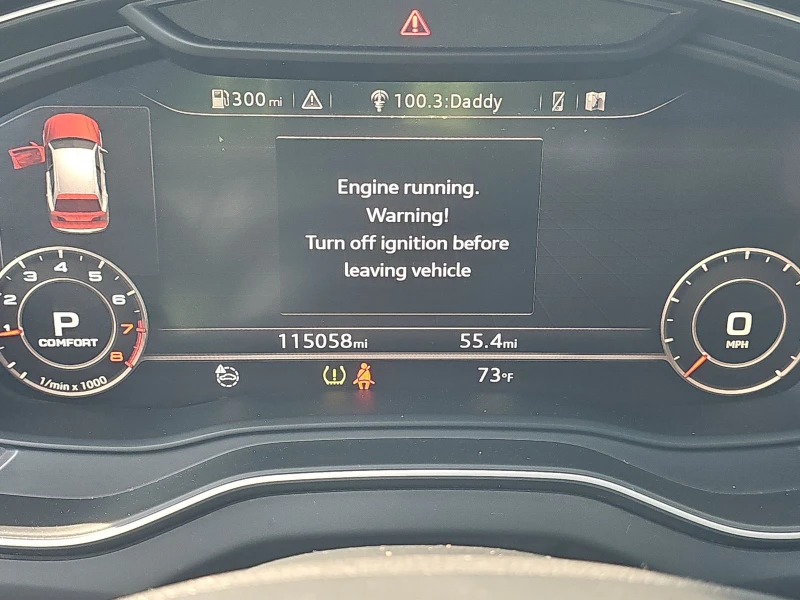 300 mi
100.3:Daddy
Engine running.
Warning!
Turn off ignition before
leaving vehicle
1 2 3 4 5 6 7 8
P
COMFORT
1/min x 1000
0
MPH
115058mi
55.4mi
73°F